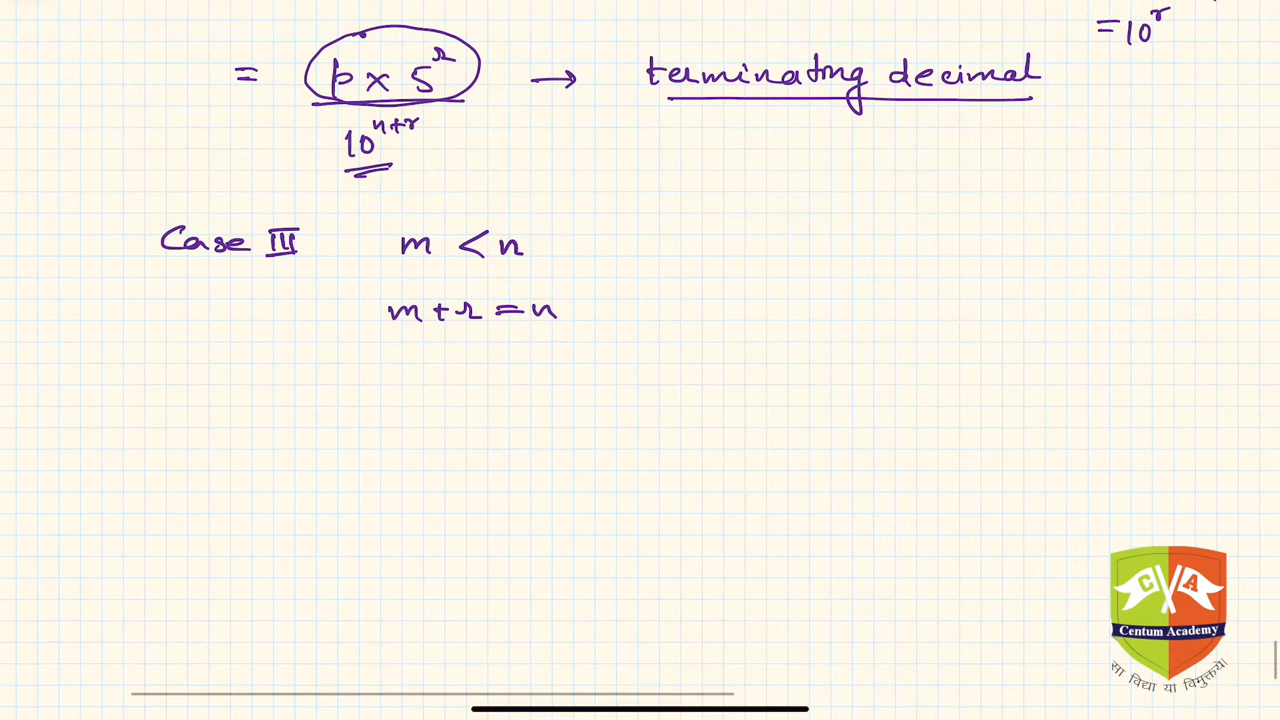 = 10^r
= p × 5^r → terminating decimal
10^{n+r}
Case III m < n
m + r = n
C A
Centum Academy
सा विद्या या विमुक्तये